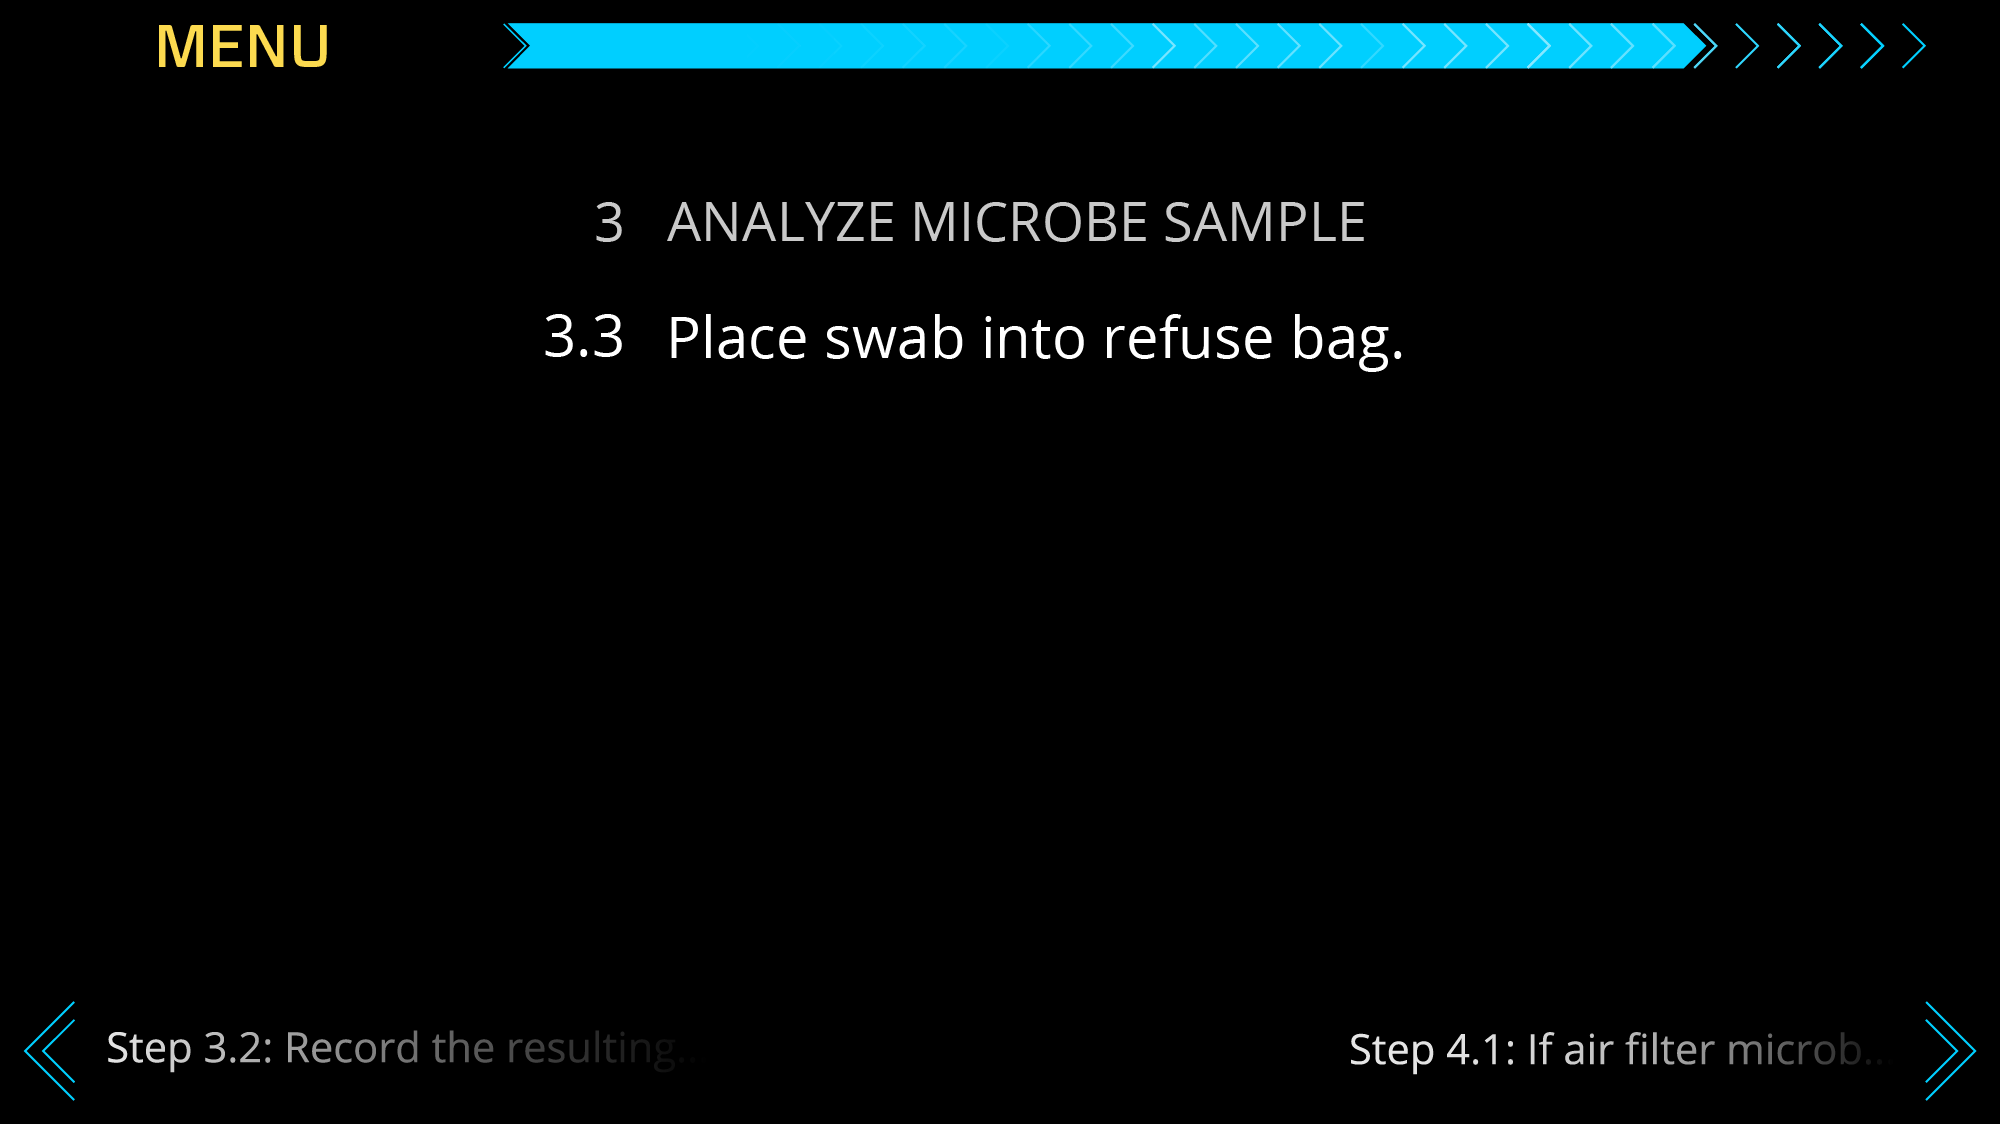 MENU
3 ANALYZE MICROBE SAMPLE
3.3 Place swab into refuse bag.
Step 3.2: Record the resulting..
Step 4.1: If air filter microb...